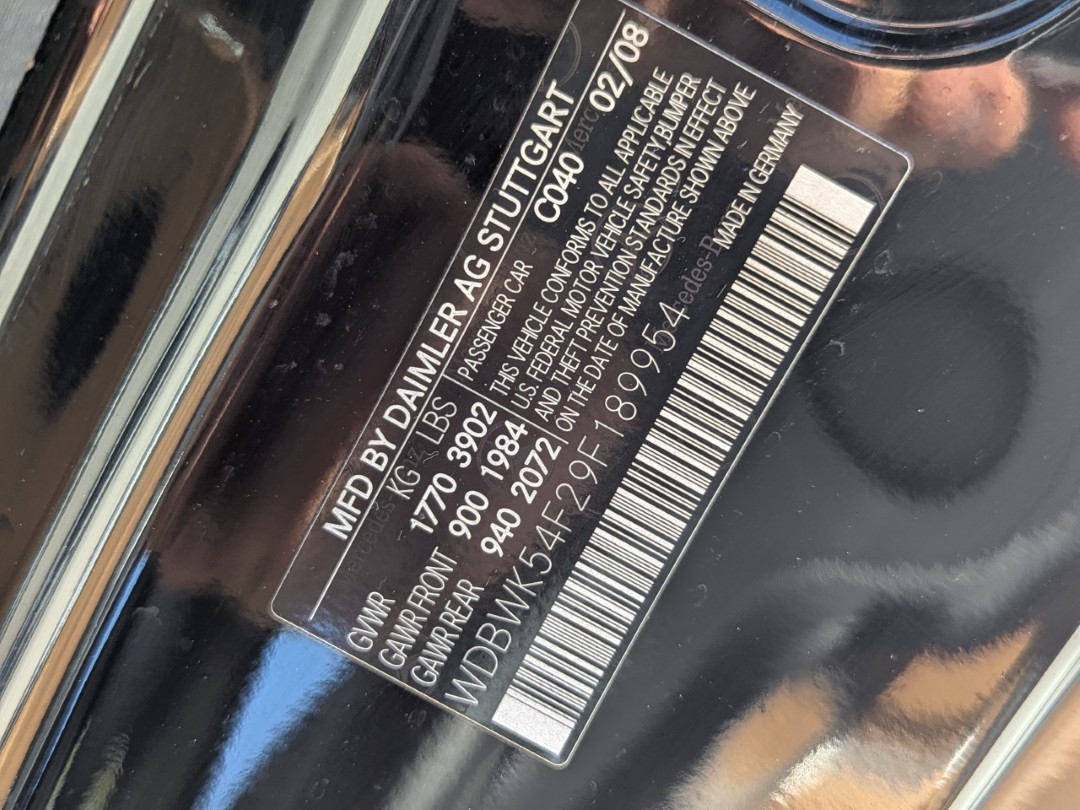 MFD BY DAIMLER AG STUTTGART
C040 02/08
KG LBS
PASSENGER CAR
GVWR 1770 3902
GAWR FRONT 900 1984
GAWR REAR 940 2072
THIS VEHICLE CONFORMS TO ALL APPLICABLE
U.S. FEDERAL MOTOR VEHICLE SAFETY, BUMPER
AND THEFT PREVENTION STANDARDS IN EFFECT
ON THE DATE OF MANUFACTURE SHOWN ABOVE
WDBWK54F29F189954
MADE IN GERMANY